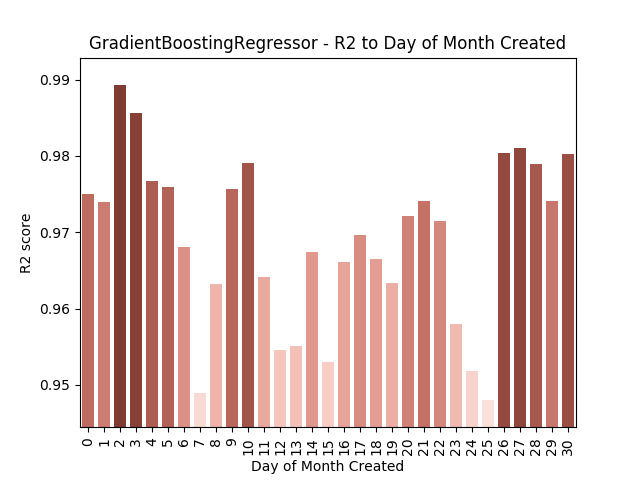 GradientBoostingRegressor - R2 to Day of Month Created
0.99
0.98
0.97
0.96
0.95
R2 score
0 1 2 3 4 5 6 7 8 9 10 11 12 13 14 15 16 17 18 19 20 21 22 23 24 25 26 27 28 29 30
Day of Month Created